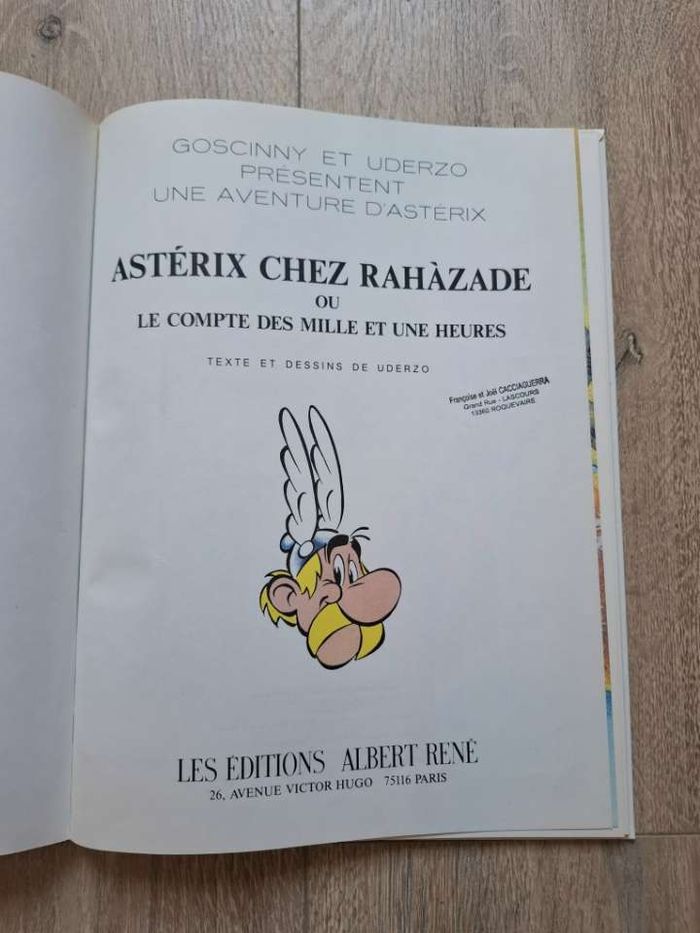 GOSCINNY ET UDERZO
PRÉSENTENT
UNE AVENTURE D'ASTÉRIX
ASTÉRIX CHEZ RAHÀZADE
OU
LE COMPTE DES MILLE ET UNE HEURES
TEXTE ET DESSINS DE UDERZO
Françoise et Joël CACCIAGUERRA
Grand Rue - LASCOURS
13360 ROQUEVAIRE
LES ÉDITIONS ALBERT RENÉ
26, AVENUE VICTOR HUGO 75116 PARIS